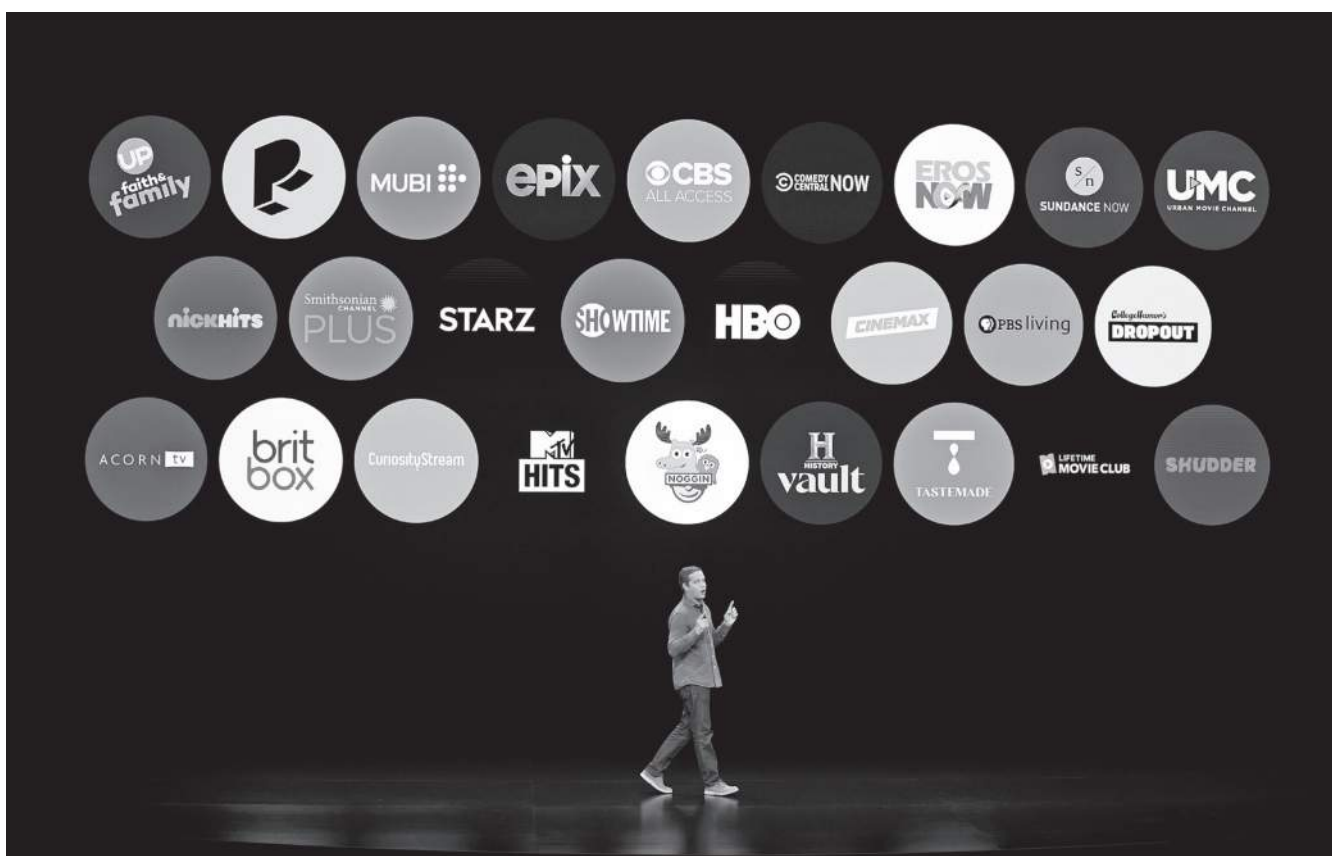 UP
faith&
family
P
MUBI
epix
CBS
ALL ACCESS
COMEDY
CENTRAL NOW
EROS
NOW
s/n
SUNDANCE NOW
UMC
URBAN MOVIE CHANNEL
nickHiTS
Smithsonian
CHANNEL
PLUS
STARZ
SHOWTIME
HBO
CINEMAX
PBS living
CollegeHumor's
DROPOUT
ACORN tv
brit
box
CuriosityStream
MTV
HITS
NOGGIN
H
HISTORY
vault
T
TASTEMADE
LIFETIME
MOVIE CLUB
SHUDDER